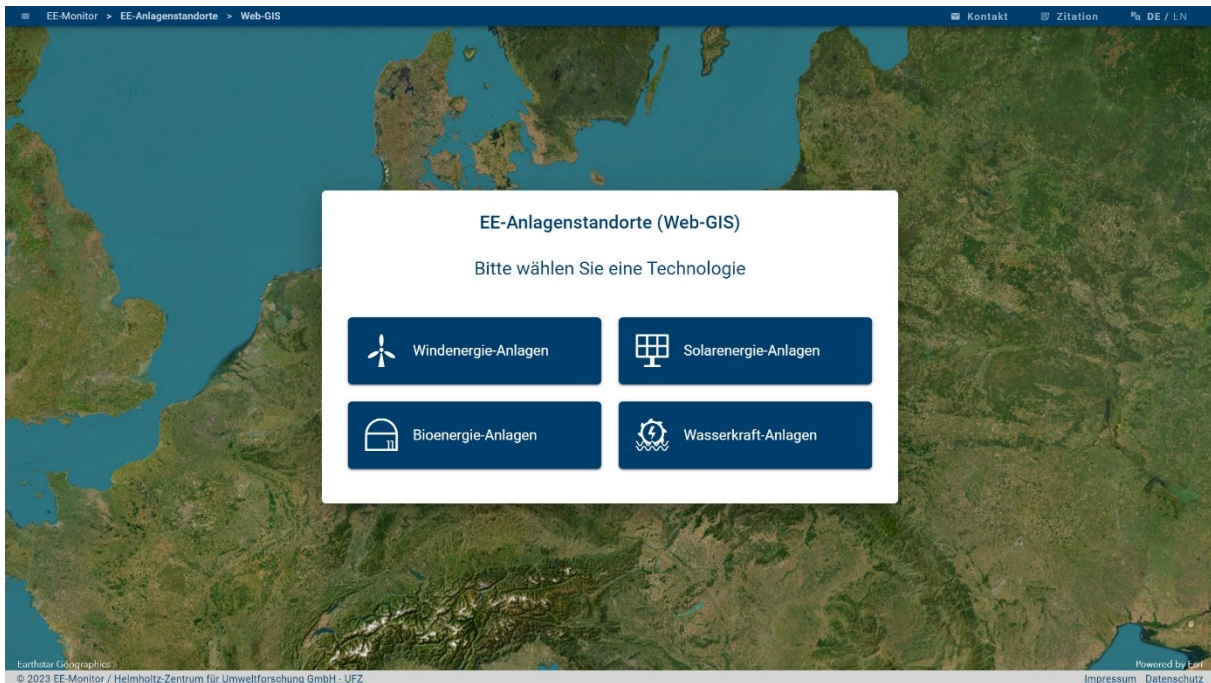 EE-Monitor > EE-Anlagenstandorte > Web-GIS
Kontakt
Zitation
DE / EN
EE-Anlagenstandorte (Web-GIS)
Bitte wählen Sie eine Technologie
Windenergie-Anlagen
Solarenergie-Anlagen
Bioenergie-Anlagen
Wasserkraft-Anlagen
Earthstar Geographics
Powered by Esri
© 2023 EE-Monitor / Helmholtz-Zentrum für Umweltforschung GmbH - UFZ
Impressum Datenschutz